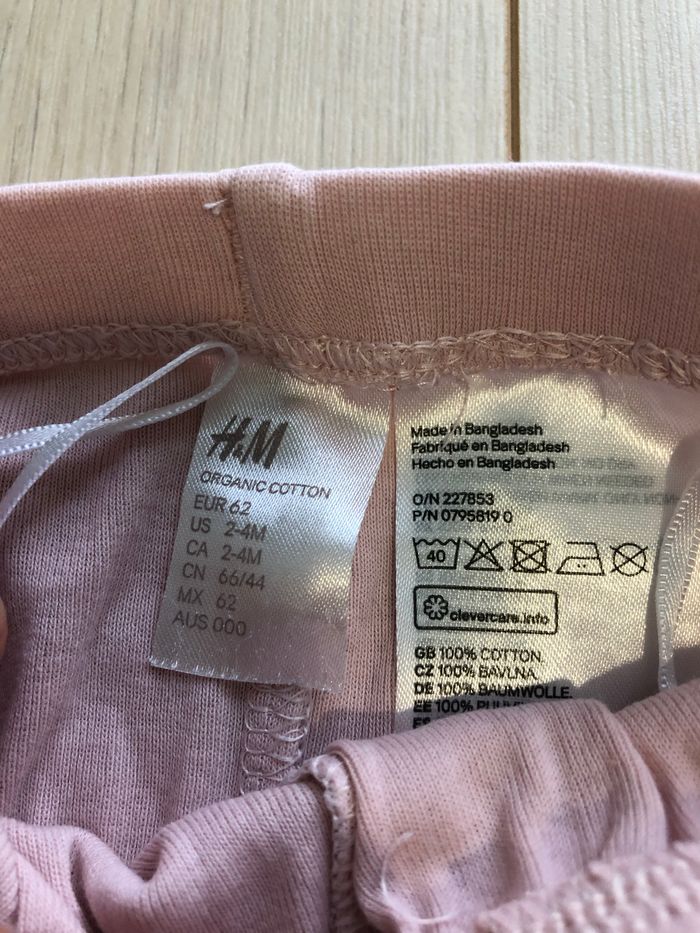 H&M
ORGANIC COTTON
EUR 62
US 2-4M
CA 2-4M
CN 66/44
MX 62
AUS 000
Made in Bangladesh
Fabriqué en Bangladesh
Hecho en Bangladesh
O/N 227853
P/N 0795819 0
40
clevercare.info
GB 100% COTTON
CZ 100% BAVLNA
DE 100% BAUMWOLLE
EE 100%